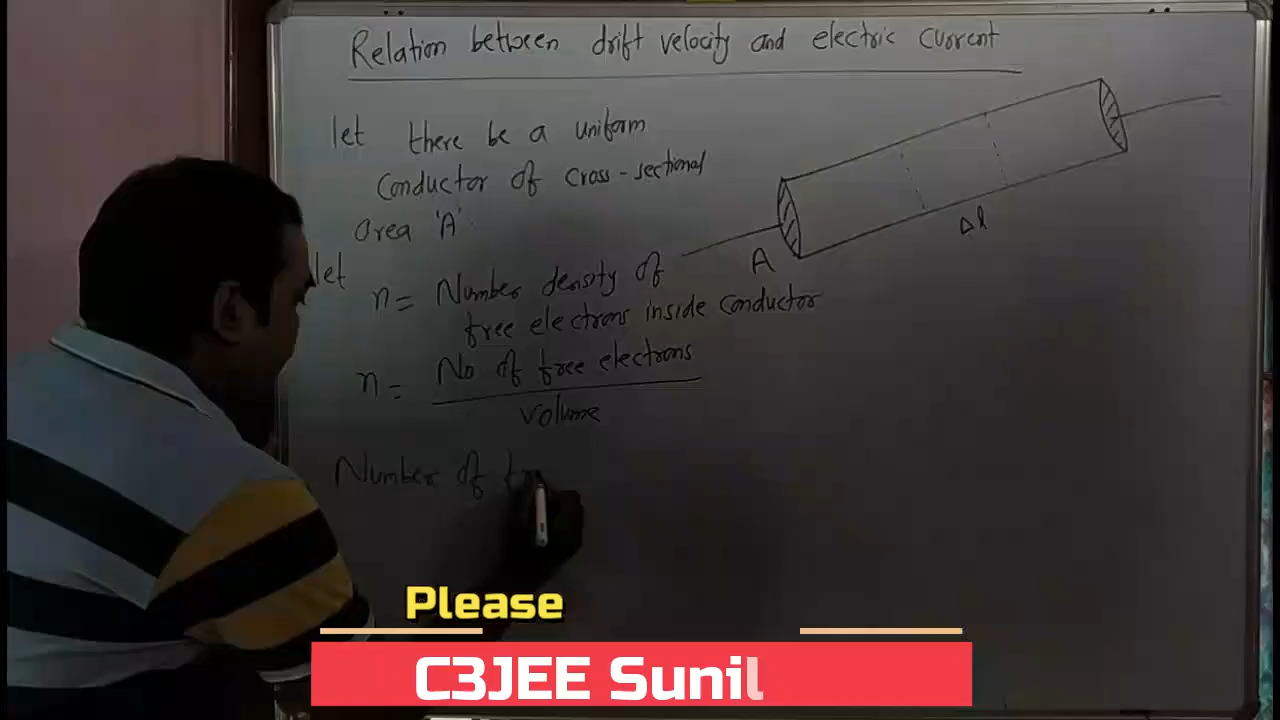 Relation between drift velocity and electric current
let there be a uniform
conductor of cross-sectional
area 'A'.
let
n = Number density of
free electrons inside conductor
n = No of free electrons
volume
Number of
A
Δl
Please
C3JEE Sunil